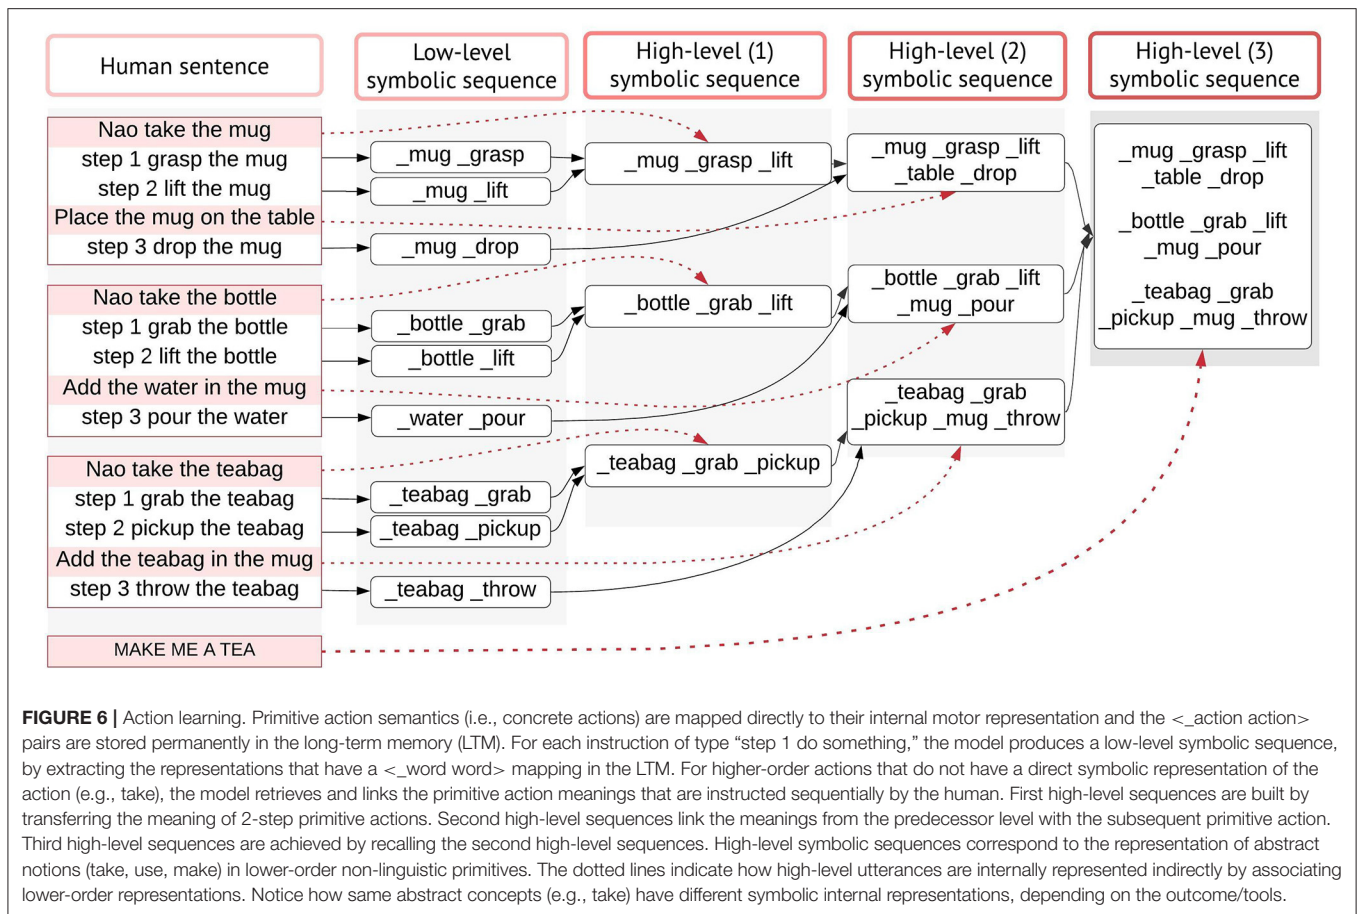 Human sentence
Low-level
symbolic sequence
High-level (1)
symbolic sequence
High-level (2)
symbolic sequence
High-level (3)
symbolic sequence
Nao take the mug
step 1 grasp the mug
step 2 lift the mug
Place the mug on the table
step 3 drop the mug
Nao take the bottle
step 1 grab the bottle
step 2 lift the bottle
Add the water in the mug
step 3 pour the water
Nao take the teabag
step 1 grab the teabag
step 2 pickup the teabag
Add the teabag in the mug
step 3 throw the teabag
MAKE ME A TEA
_mug _grasp
_mug _lift
_mug _drop
_bottle _grab
_bottle _lift
_water _pour
_teabag _grab
_teabag _pickup
_teabag _throw
_mug _grasp _lift
_bottle _grab _lift
_teabag _grab _pickup
_mug _grasp _lift
_table _drop
_bottle _grab _lift
_mug _pour
_teabag _grab
_pickup _mug _throw
_mug _grasp _lift
_table _drop
_bottle _grab _lift
_mug _pour
_teabag _grab
_pickup _mug _throw
FIGURE 6 | Action learning. Primitive action semantics (i.e., concrete actions) are mapped directly to their internal motor representation and the <_action action>
pairs are stored permanently in the long-term memory (LTM). For each instruction of type “step 1 do something,” the model produces a low-level symbolic sequence,
by extracting the representations that have a <_word word> mapping in the LTM. For higher-order actions that do not have a direct symbolic representation of the
action (e.g., take), the model retrieves and links the primitive action meanings that are instructed sequentially by the human. First high-level sequences are built by
transferring the meaning of 2-step primitive actions. Second high-level sequences link the meanings from the predecessor level with the subsequent primitive action.
Third high-level sequences are achieved by recalling the second high-level sequences. High-level symbolic sequences correspond to the representation of abstract
notions (take, use, make) in lower-order non-linguistic primitives. The dotted lines indicate how high-level utterances are internally represented indirectly by associating
lower-order representations. Notice how same abstract concepts (e.g., take) have different symbolic internal representations, depending on the outcome/tools.